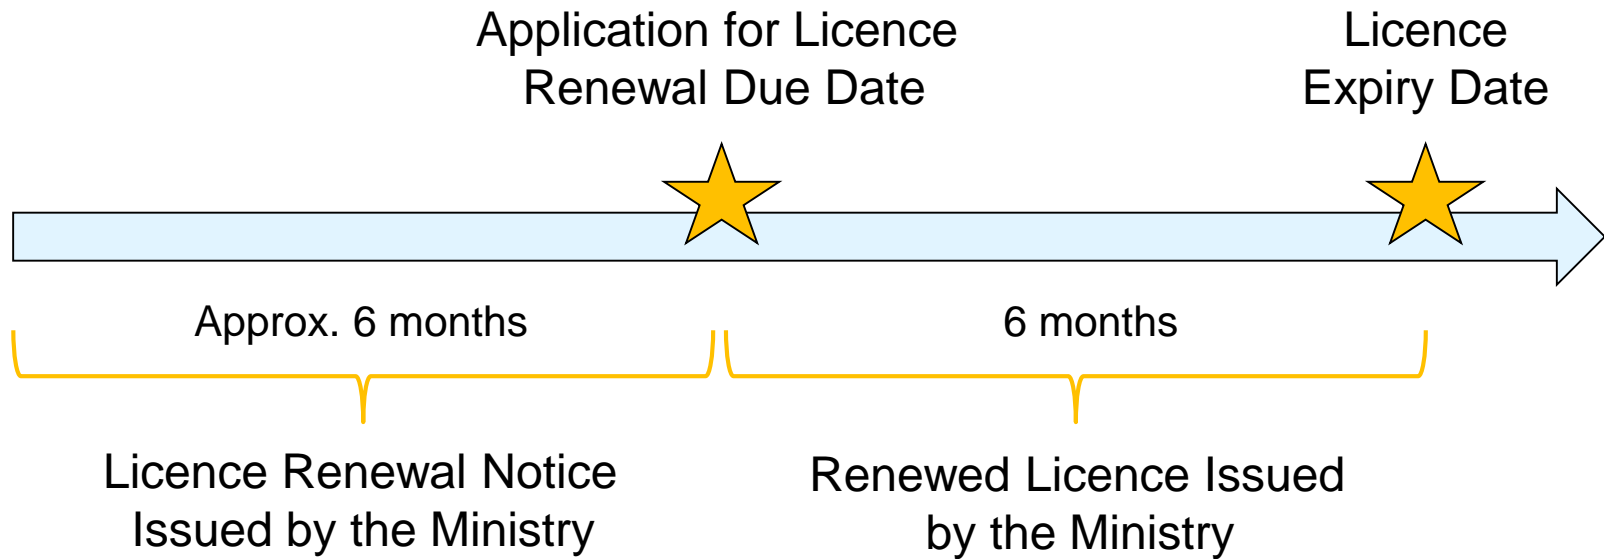 Application for Licence
Renewal Due Date
Licence
Expiry Date
Approx. 6 months
6 months
Licence Renewal Notice
Issued by the Ministry
Renewed Licence Issued
by the Ministry